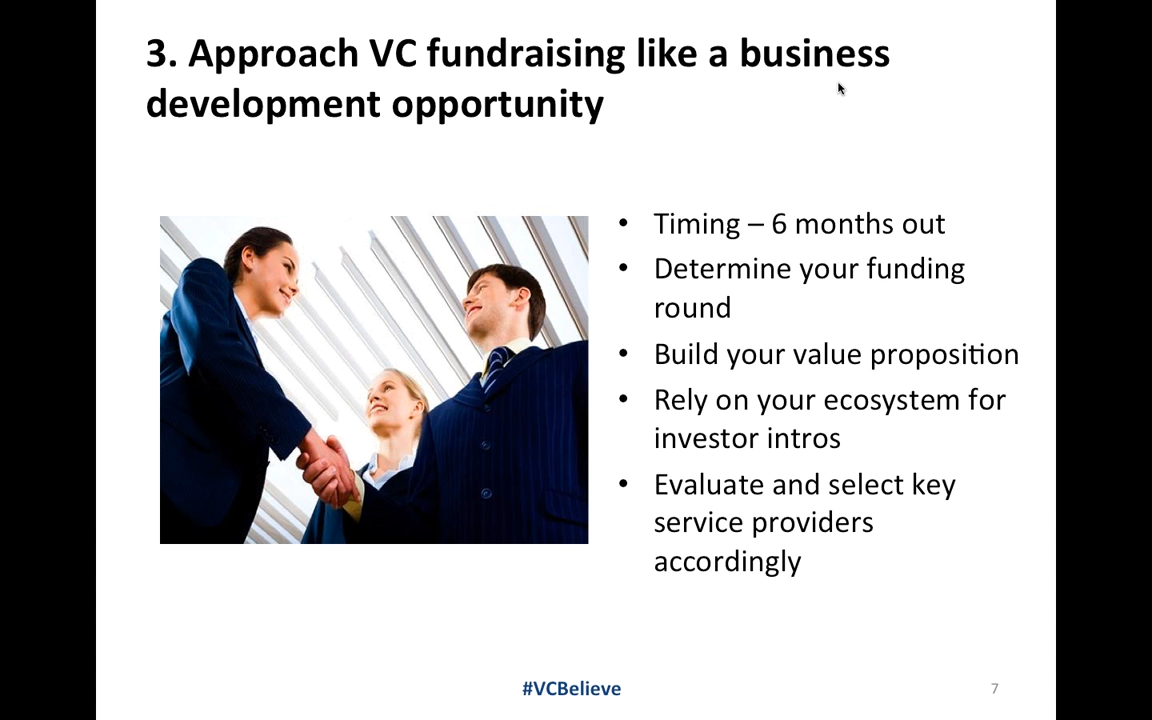 3. Approach VC fundraising like a business
development opportunity
• Timing – 6 months out
• Determine your funding
round
• Build your value proposition
• Rely on your ecosystem for
investor intros
• Evaluate and select key
service providers
accordingly
#VCBelieve
7